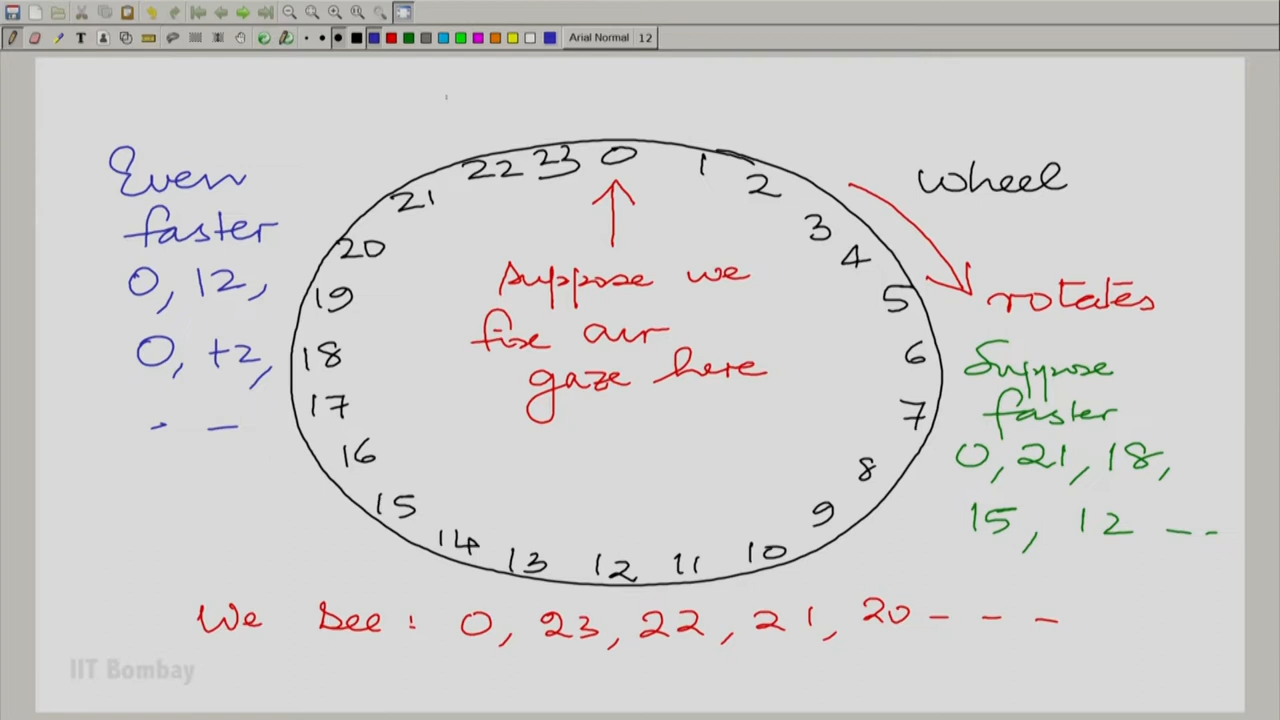 Arial Normal 12
Even
faster
0, 12,
0, +2,
. –
22 23 0 1 2
21
20
19
18
17
16
15
14 13 12 11 10
3
4
5
6
7
8
9
Suppose we
fix our
gaze here
wheel
rotates
Suppose
faster
0, 21, 18,
15, 12 – –
We see : 0, 23, 22, 21, 20 – – –
IIT Bombay